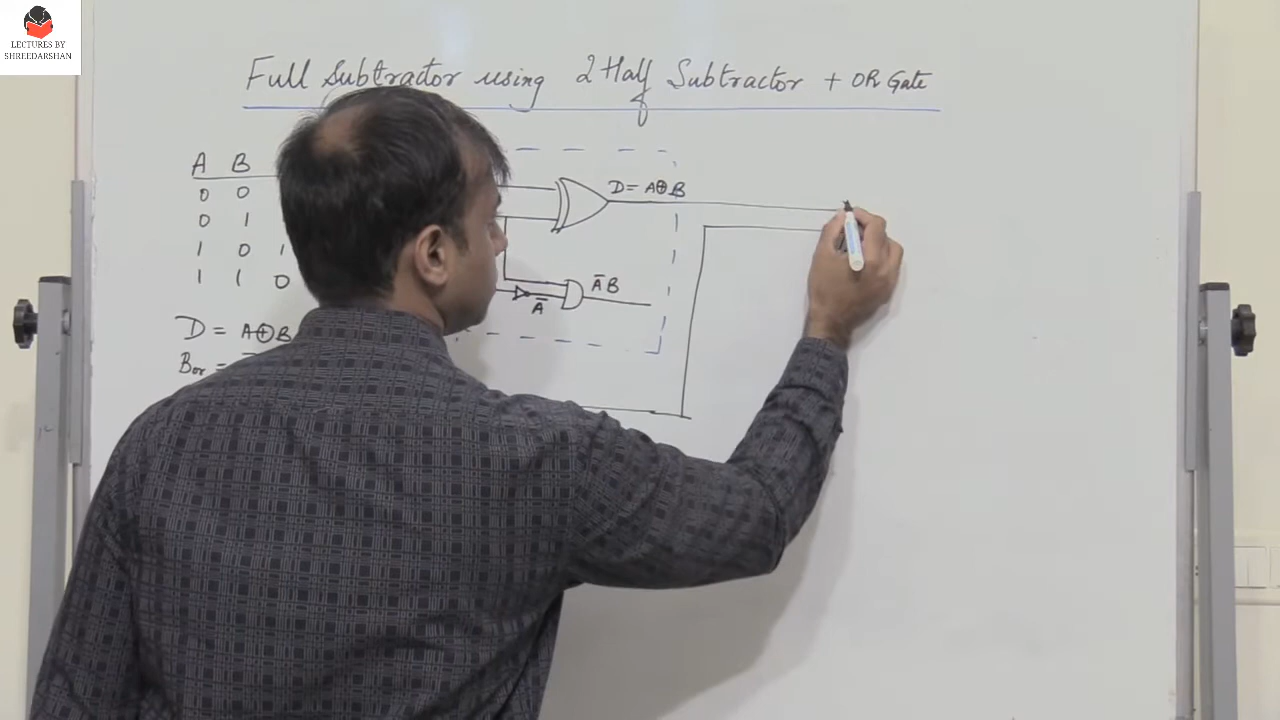 LECTURES BY
SHREEDARSHAN
Full Subtractor using 2 Half Subtractor + OR Gate
A B
0 0
0 1
1 0 1
1 1 0
D = A⊕B
Bor =
D = A⊕B
A̅B
A̅